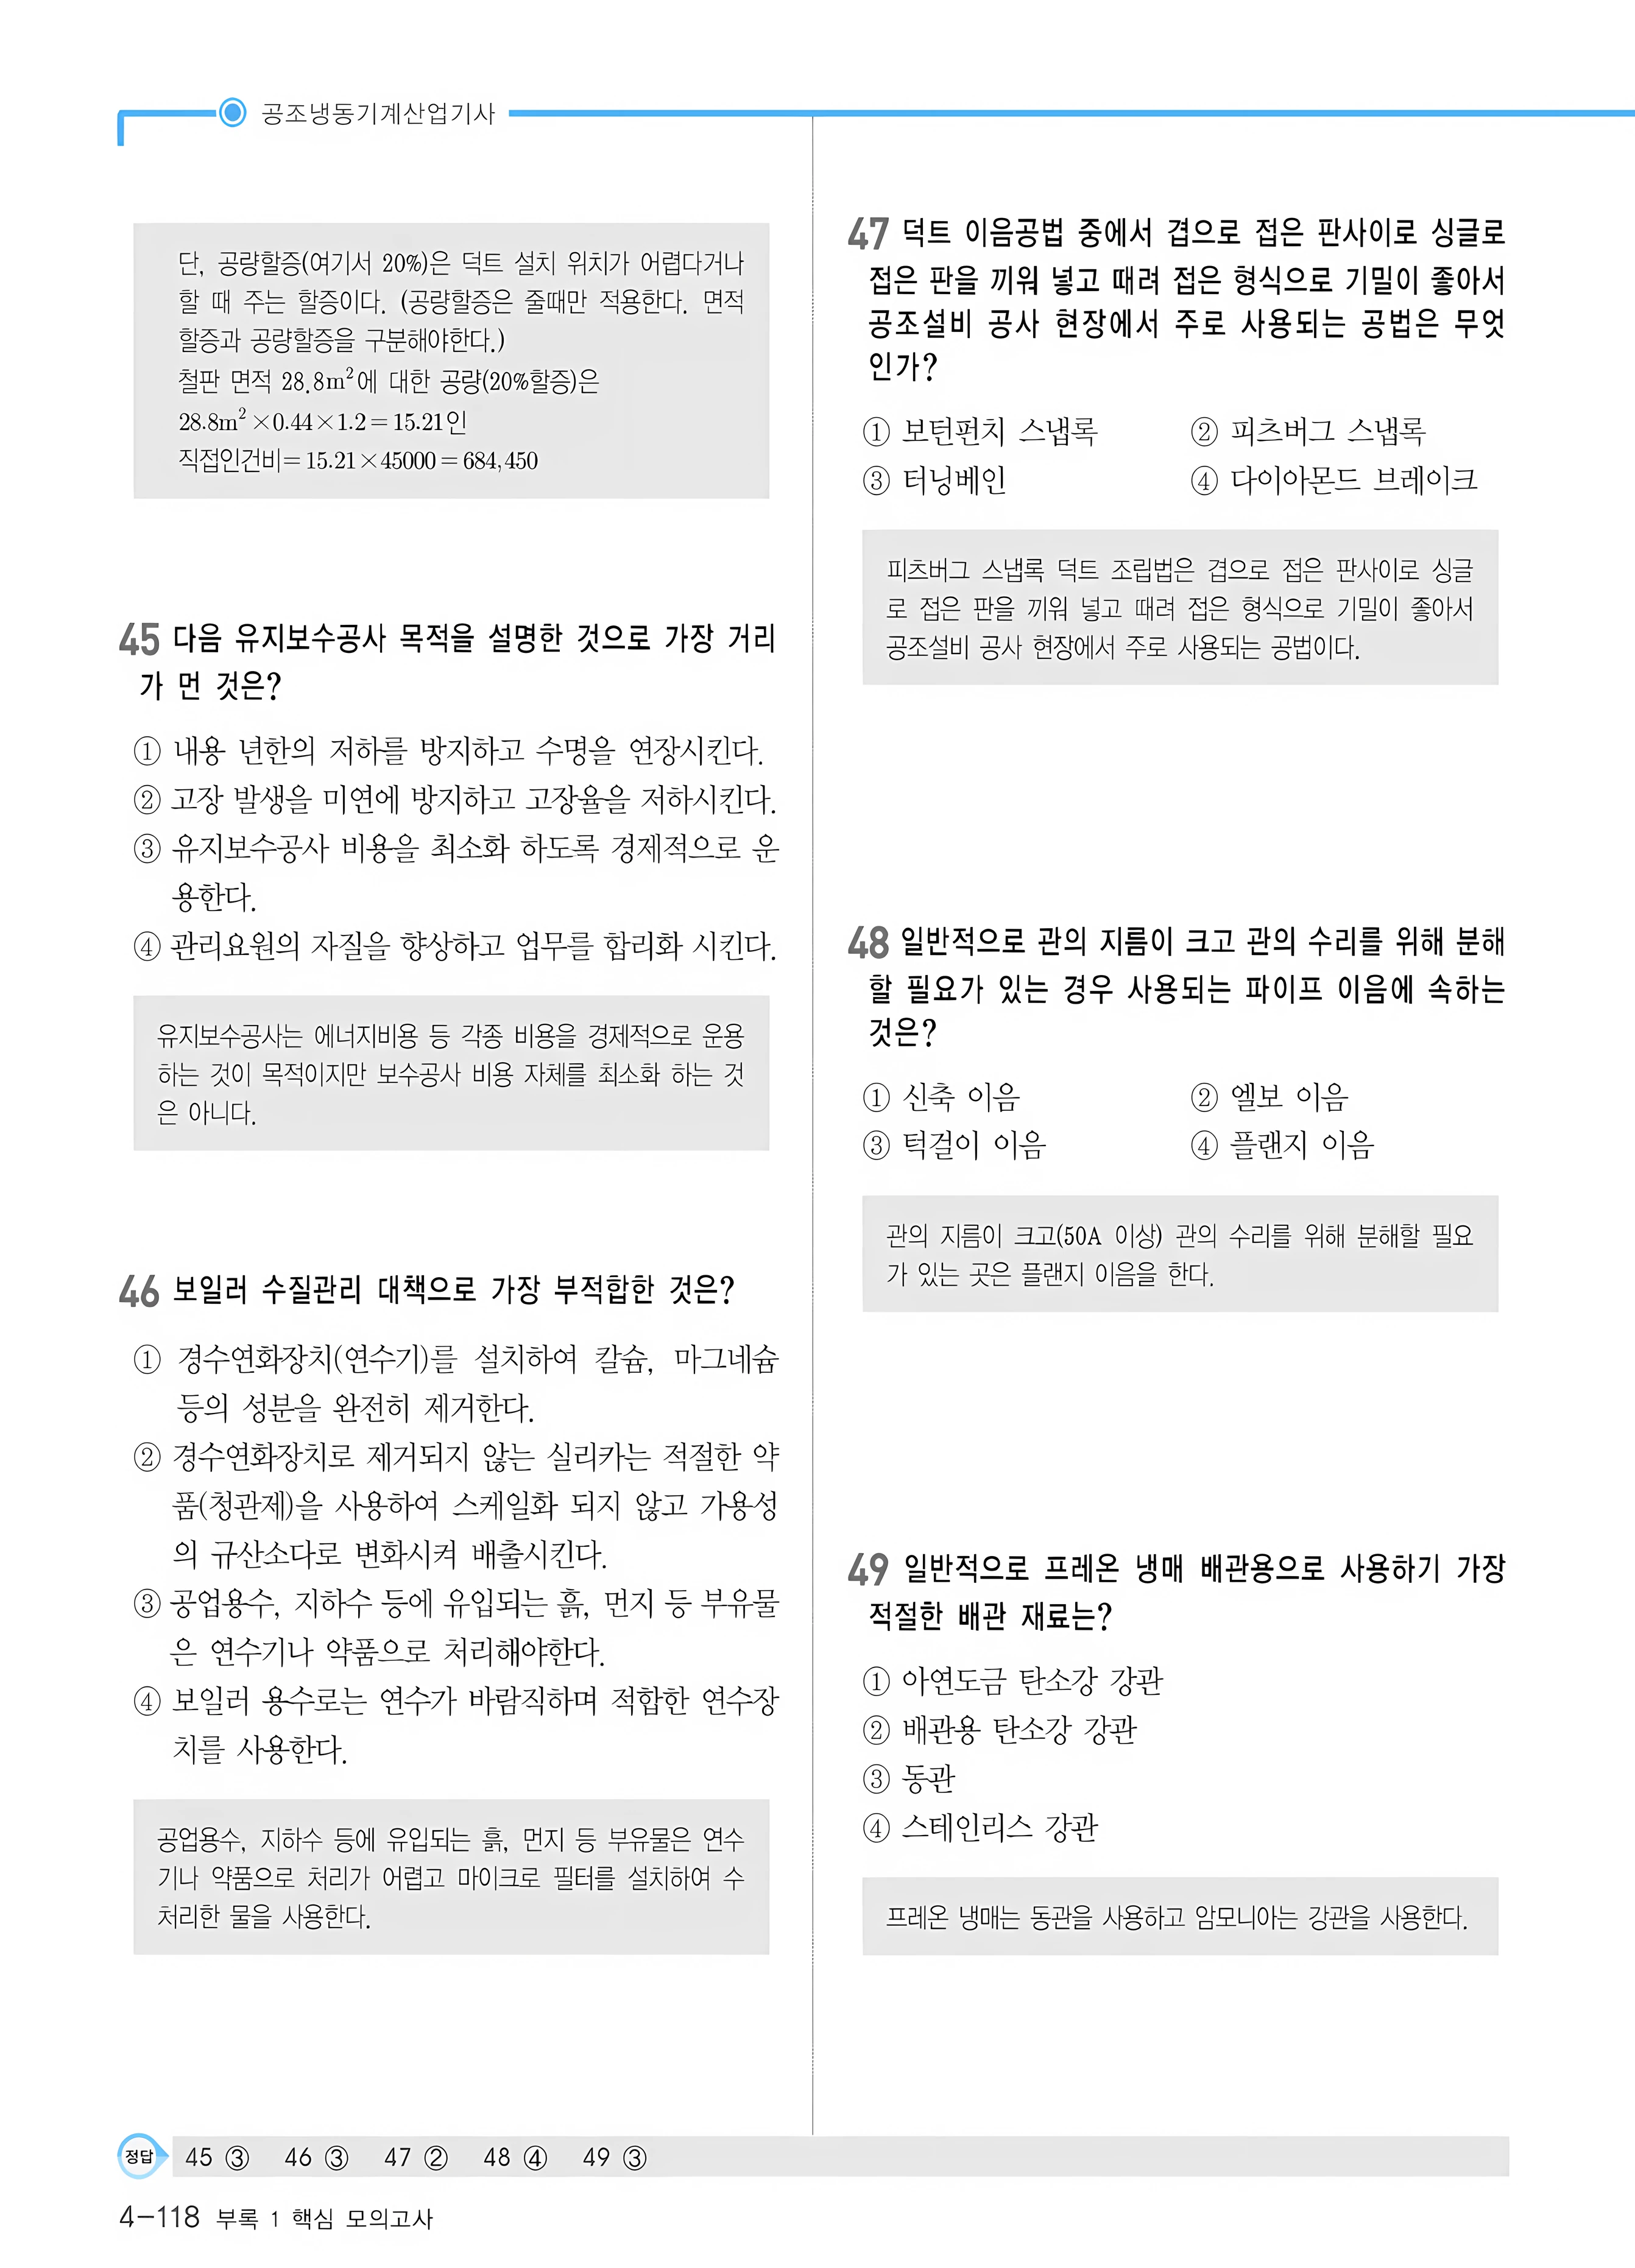 공조냉동기계산업기사
단, 공량할증(여기서 20%)은 덕트 설치 위치가 어렵다거나
할 때 주는 할증이다. (공량할증은 줄때만 적용한다. 면적
할증과 공량할증을 구분해야한다.)
철판 면적 28.8m²에 대한 공량(20%할증)은
28.8m² ×0.44×1.2=15.21인
직접인건비=15.21×45000=684,450
45 다음 유지보수공사 목적을 설명한 것으로 가장 거리
가 먼 것은?
① 내용 년한의 저하를 방지하고 수명을 연장시킨다.
② 고장 발생을 미연에 방지하고 고장율을 저하시킨다.
③ 유지보수공사 비용을 최소화 하도록 경제적으로 운
용한다.
④ 관리요원의 자질을 향상하고 업무를 합리화 시킨다.
유지보수공사는 에너지비용 등 각종 비용을 경제적으로 운용
하는 것이 목적이지만 보수공사 비용 자체를 최소화 하는 것
은 아니다.
46 보일러 수질관리 대책으로 가장 부적합한 것은?
① 경수연화장치(연수기)를 설치하여 칼슘, 마그네슘
등의 성분을 완전히 제거한다.
② 경수연화장치로 제거되지 않는 실리카는 적절한 약
품(청관제)을 사용하여 스케일화 되지 않고 가용성
의 규산소다로 변화시켜 배출시킨다.
③ 공업용수, 지하수 등에 유입되는 흙, 먼지 등 부유물
은 연수기나 약품으로 처리해야한다.
④ 보일러 용수로는 연수가 바람직하며 적합한 연수장
치를 사용한다.
공업용수, 지하수 등에 유입되는 흙, 먼지 등 부유물은 연수
기나 약품으로 처리가 어렵고 마이크로 필터를 설치하여 수
처리한 물을 사용한다.
47 덕트 이음공법 중에서 겹으로 접은 판사이로 싱글로
접은 판을 끼워 넣고 때려 접은 형식으로 기밀이 좋아서
공조설비 공사 현장에서 주로 사용되는 공법은 무엇
인가?
① 보턴펀치 스냅록 ② 피츠버그 스냅록
③ 터닝베인 ④ 다이아몬드 브레이크
피츠버그 스냅록 덕트 조립법은 겹으로 접은 판사이로 싱글
로 접은 판을 끼워 넣고 때려 접은 형식으로 기밀이 좋아서
공조설비 공사 현장에서 주로 사용되는 공법이다.
48 일반적으로 관의 지름이 크고 관의 수리를 위해 분해
할 필요가 있는 경우 사용되는 파이프 이음에 속하는
것은?
① 신축 이음 ② 엘보 이음
③ 턱걸이 이음 ④ 플랜지 이음
관의 지름이 크고(50A 이상) 관의 수리를 위해 분해할 필요
가 있는 곳은 플랜지 이음을 한다.
49 일반적으로 프레온 냉매 배관용으로 사용하기 가장
적절한 배관 재료는?
① 아연도금 탄소강 강관
② 배관용 탄소강 강관
③ 동관
④ 스테인리스 강관
프레온 냉매는 동관을 사용하고 암모니아는 강관을 사용한다.
정답 45 ③ 46 ③ 47 ② 48 ④ 49 ③
4-118 부록 1 핵심 모의고사